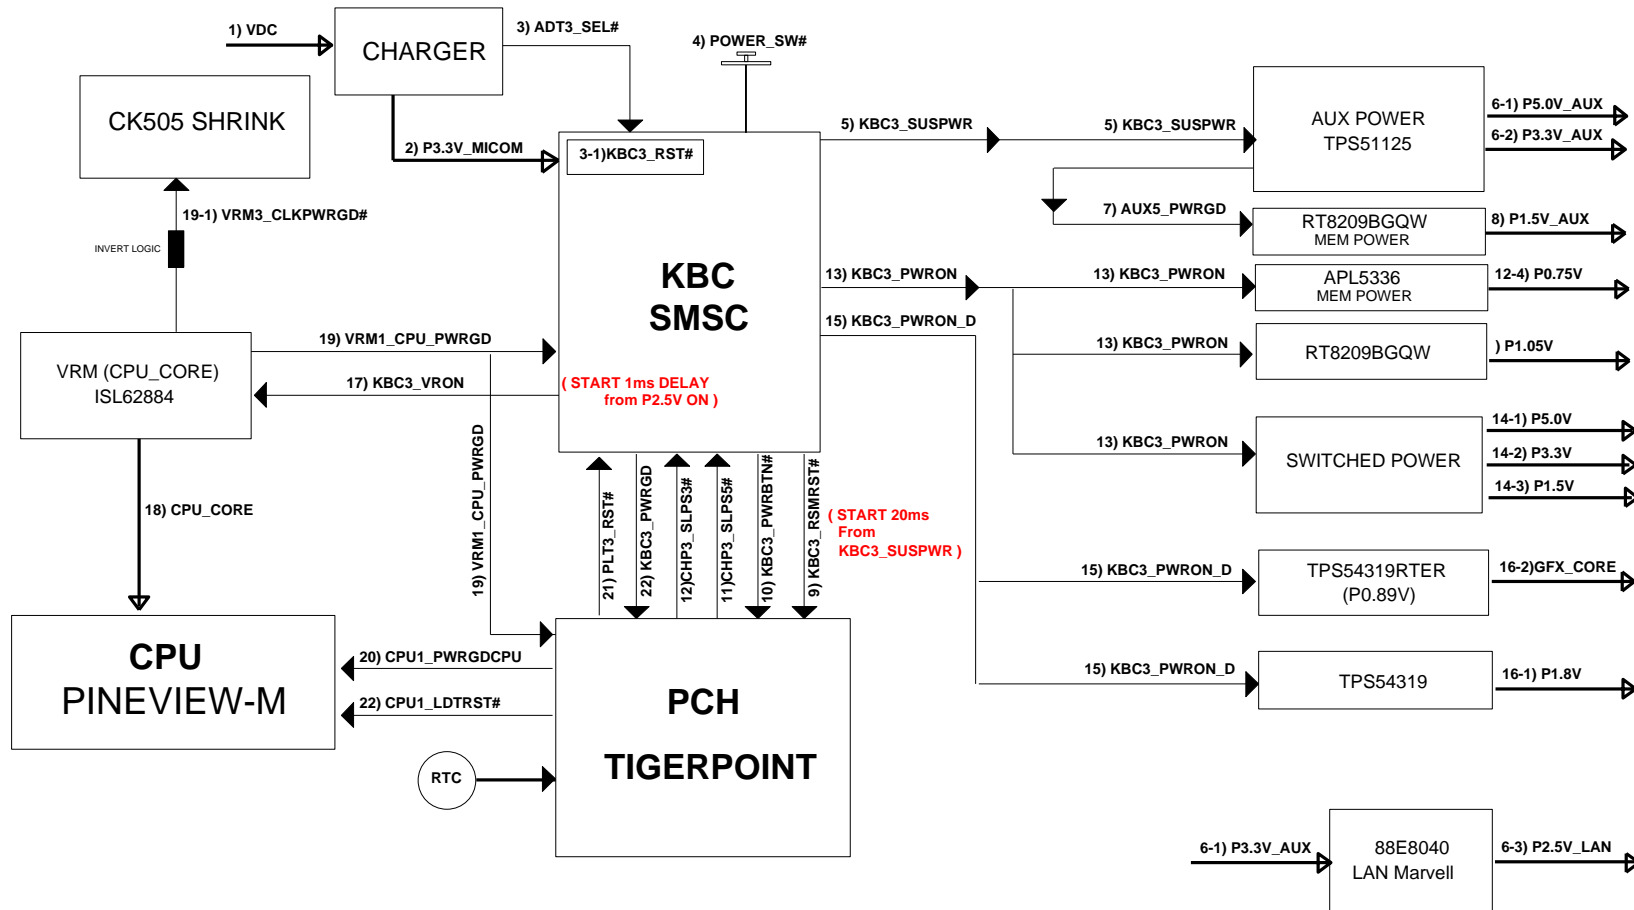 1) VDC
CHARGER
3) ADT3_SEL#
4) POWER_SW#
CK505 SHRINK
2) P3.3V_MICOM
3-1)KBC3_RST#
5) KBC3_SUSPWR
5) KBC3_SUSPWR
AUX POWER
TPS51125
6-1) P5.0V_AUX
6-2) P3.3V_AUX
19-1) VRM3_CLKPWRGD#
INVERT LOGIC
7) AUX5_PWRGD
RT8209BGQW
MEM POWER
8) P1.5V_AUX
KBC
SMSC
13) KBC3_PWRON
13) KBC3_PWRON
APL5336
MEM POWER
12-4) P0.75V
15) KBC3_PWRON_D
VRM (CPU_CORE)
ISL62884
19) VRM1_CPU_PWRGD
17) KBC3_VRON
( START 1ms DELAY
from P2.5V ON )
13) KBC3_PWRON
RT8209BGQW
) P1.05V
13) KBC3_PWRON
SWITCHED POWER
14-1) P5.0V
14-2) P3.3V
14-3) P1.5V
18) CPU_CORE
19) VRM1_CPU_PWRGD
21) PLT3_RST#
22) KBC3_PWRGD
12)CHP3_SLPS3#
11)CHP3_SLPS5#
10) KBC3_PWRBTN#
9) KBC3_RSMRST#
( START 20ms
From
KBC3_SUSPWR )
15) KBC3_PWRON_D
TPS54319RTER
(P0.89V)
16-2)GFX_CORE
CPU
PINEVIEW-M
20) CPU1_PWRGDCPU
22) CPU1_LDTRST#
PCH
TIGERPOINT
15) KBC3_PWRON_D
TPS54319
16-1) P1.8V
RTC
6-1) P3.3V_AUX
88E8040
LAN Marvell
6-3) P2.5V_LAN